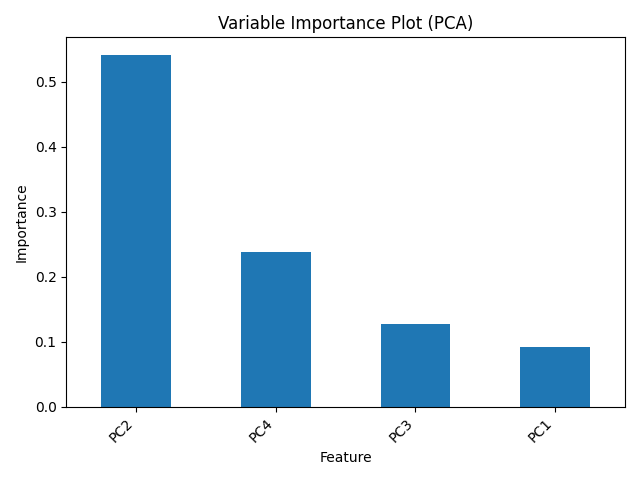 Variable Importance Plot (PCA)
Importance
0.5
0.4
0.3
0.2
0.1
0.0
PC2
PC4
PC3
PC1
Feature